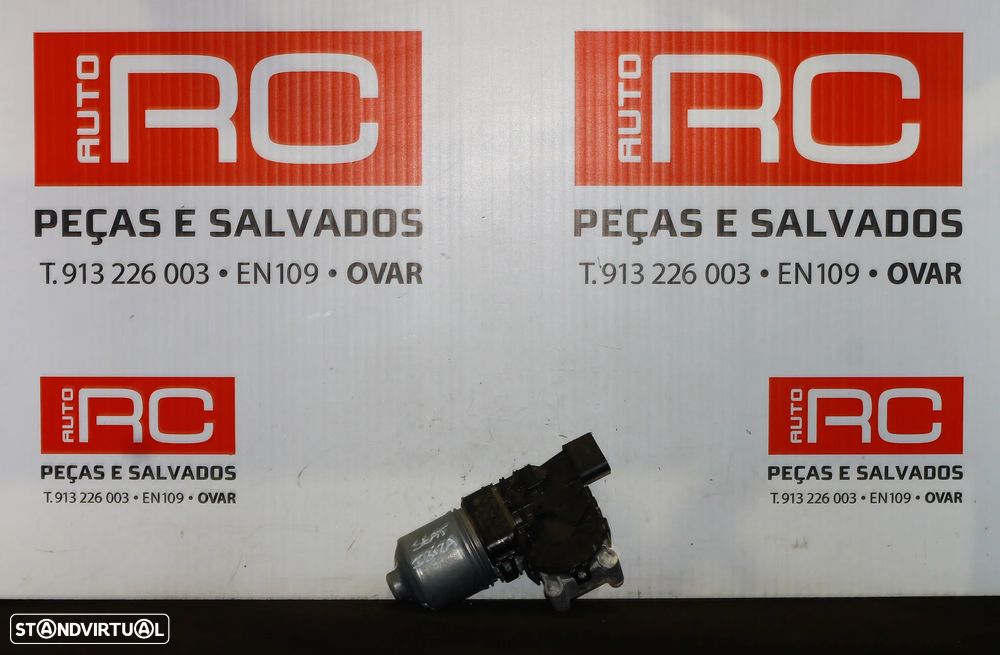 AUTO RC
PEÇAS E SALVADOS
T. 913 226 003 • EN109 • OVAR
AUTO RC
PEÇAS E SALVADOS
T. 913 226 003 • EN109 • OVAR
AUTO RC
PEÇAS E SALVADOS
T. 913 226 003 • EN109 • OVAR
AUTO RC
PEÇAS E SALVADOS
T. 913 226 003 • EN109 • OVAR
SEAT
IBIZA
STANDVIRTUAL